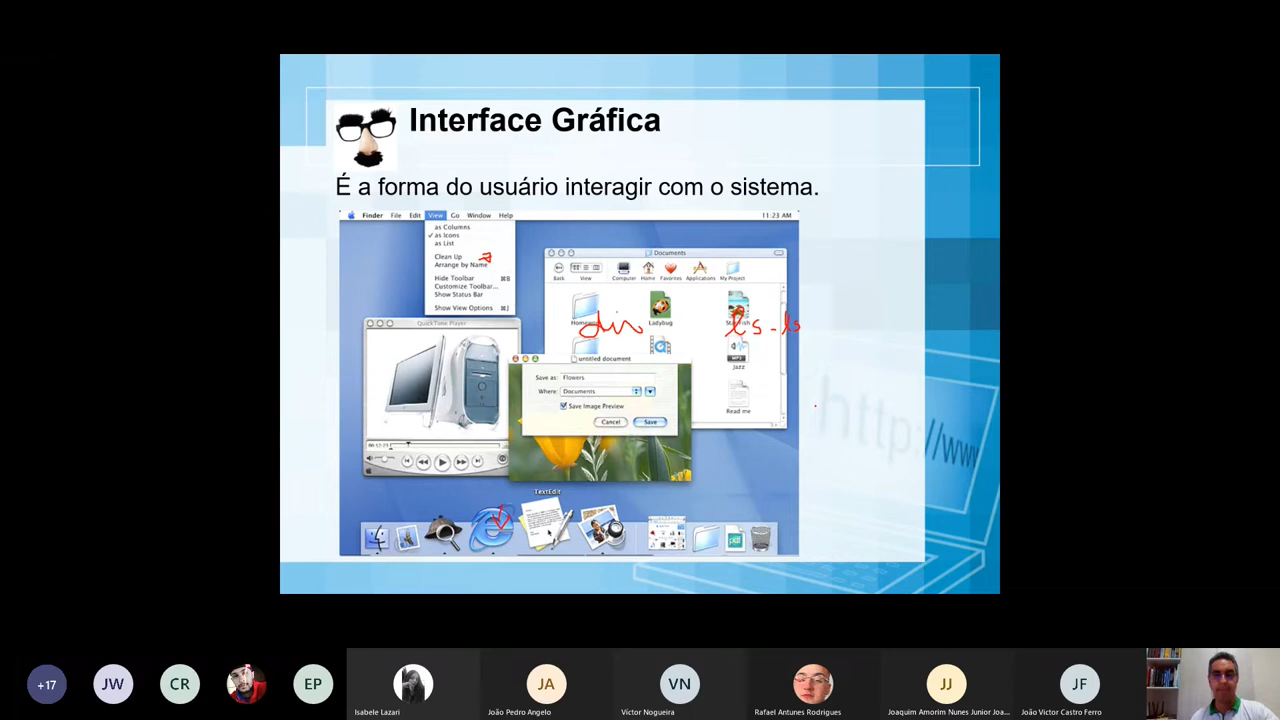 Interface Gráfica
É a forma do usuário interagir com o sistema.
Finder File Edit View Go Window Help 11:23 AM
as Columns
✓ as Icons
as List
Clean Up
Arrange by Name
Hide Toolbar ⌘B
Customize Toolbar...
Show Status Bar
Show View Options ⌘J
Documents
Back View Computer Home Favorites Applications My Project
Ladybug
dir ls -ls
MP3
Jazz
Read me
QuickTime Player
untitled document
Save as: Flowers
Where: Documents
Save Image Preview
Cancel Save
TextEdit
pdf
http://www
+17 JW CR EP JA VN JJ JF
Isabele Lazari João Pedro Angelo Víctor Nogueira Rafael Antunes Rodrigues Joaquim Amorim Nunes Junior Joa... João Victor Castro Ferro